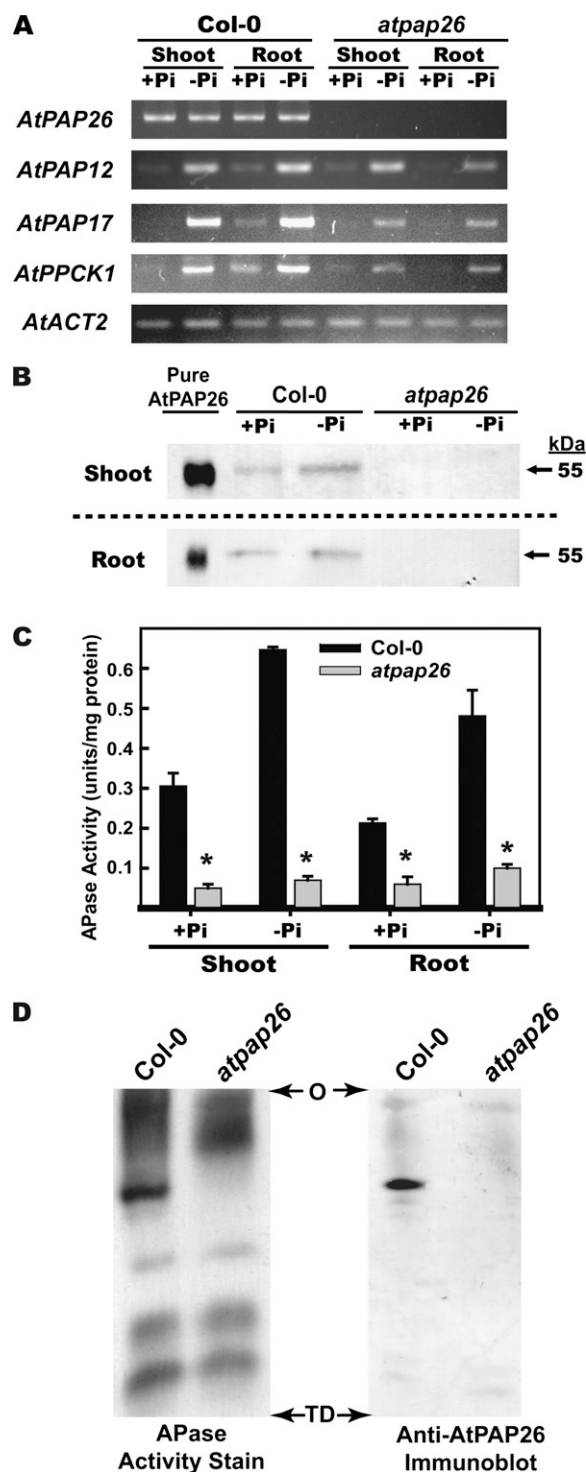 A
Col-0 atpap26
Shoot Root Shoot Root
+Pi -Pi +Pi -Pi +Pi -Pi +Pi -Pi
AtPAP26
AtPAP12
AtPAP17
AtPPCK1
AtACT2
B
Pure
AtPAP26
Col-0 atpap26
+Pi -Pi +Pi -Pi
kDa
Shoot 55
Root 55
C
APase Activity (units/mg protein)
0.6
0.5
0.3
0.2
0.1
Col-0
atpap26
* * * *
+Pi -Pi +Pi -Pi
Shoot Root
D
Col-0 atpap26 Col-0 atpap26
O
TD
APase
Activity Stain
Anti-AtPAP26
Immunoblot